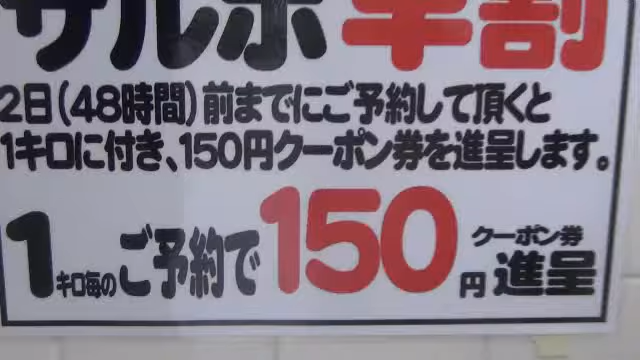 サルボ早割
2日(48時間)前までにご予約して頂くと
1キロに付き、150円クーポン券を進呈します。
1キロ毎のご予約で150円クーポン券進呈